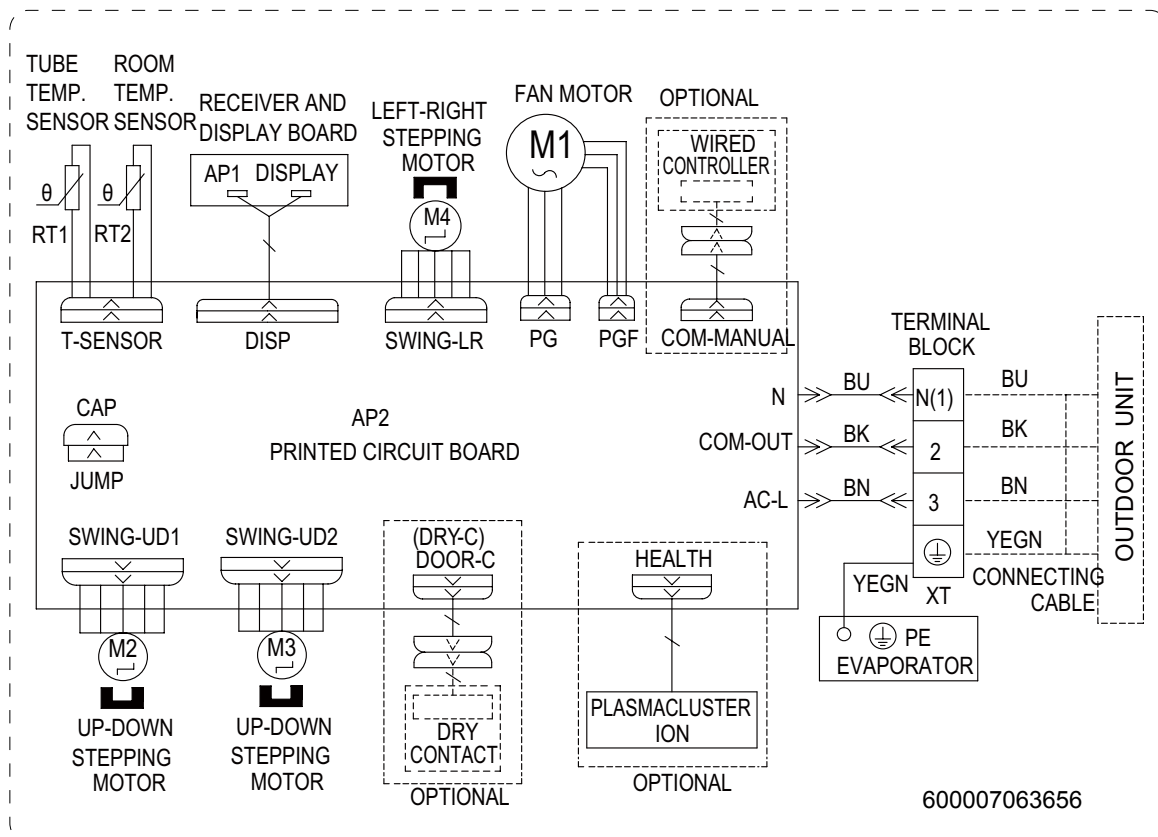 TUBE
TEMP.
SENSOR
ROOM
TEMP.
SENSOR
RECEIVER AND
DISPLAY BOARD
LEFT-RIGHT
STEPPING
MOTOR
FAN MOTOR
OPTIONAL
WIRED
CONTROLLER
AP1 DISPLAY
M1
M4
θ
RT1
θ
RT2
T-SENSOR
DISP
SWING-LR
PG
PGF
COM-MANUAL
TERMINAL
BLOCK
N
BU
N(1)
BU
CAP
JUMP
AP2
PRINTED CIRCUIT BOARD
COM-OUT
BK
2
BK
AC-L
BN
3
BN
YEGN
OUTDOOR UNIT
SWING-UD1
SWING-UD2
(DRY-C)
DOOR-C
HEALTH
YEGN
XT
CONNECTING
CABLE
PE
EVAPORATOR
M2
M3
UP-DOWN
STEPPING
MOTOR
UP-DOWN
STEPPING
MOTOR
DRY
CONTACT
OPTIONAL
PLASMACLUSTER
ION
OPTIONAL
600007063656